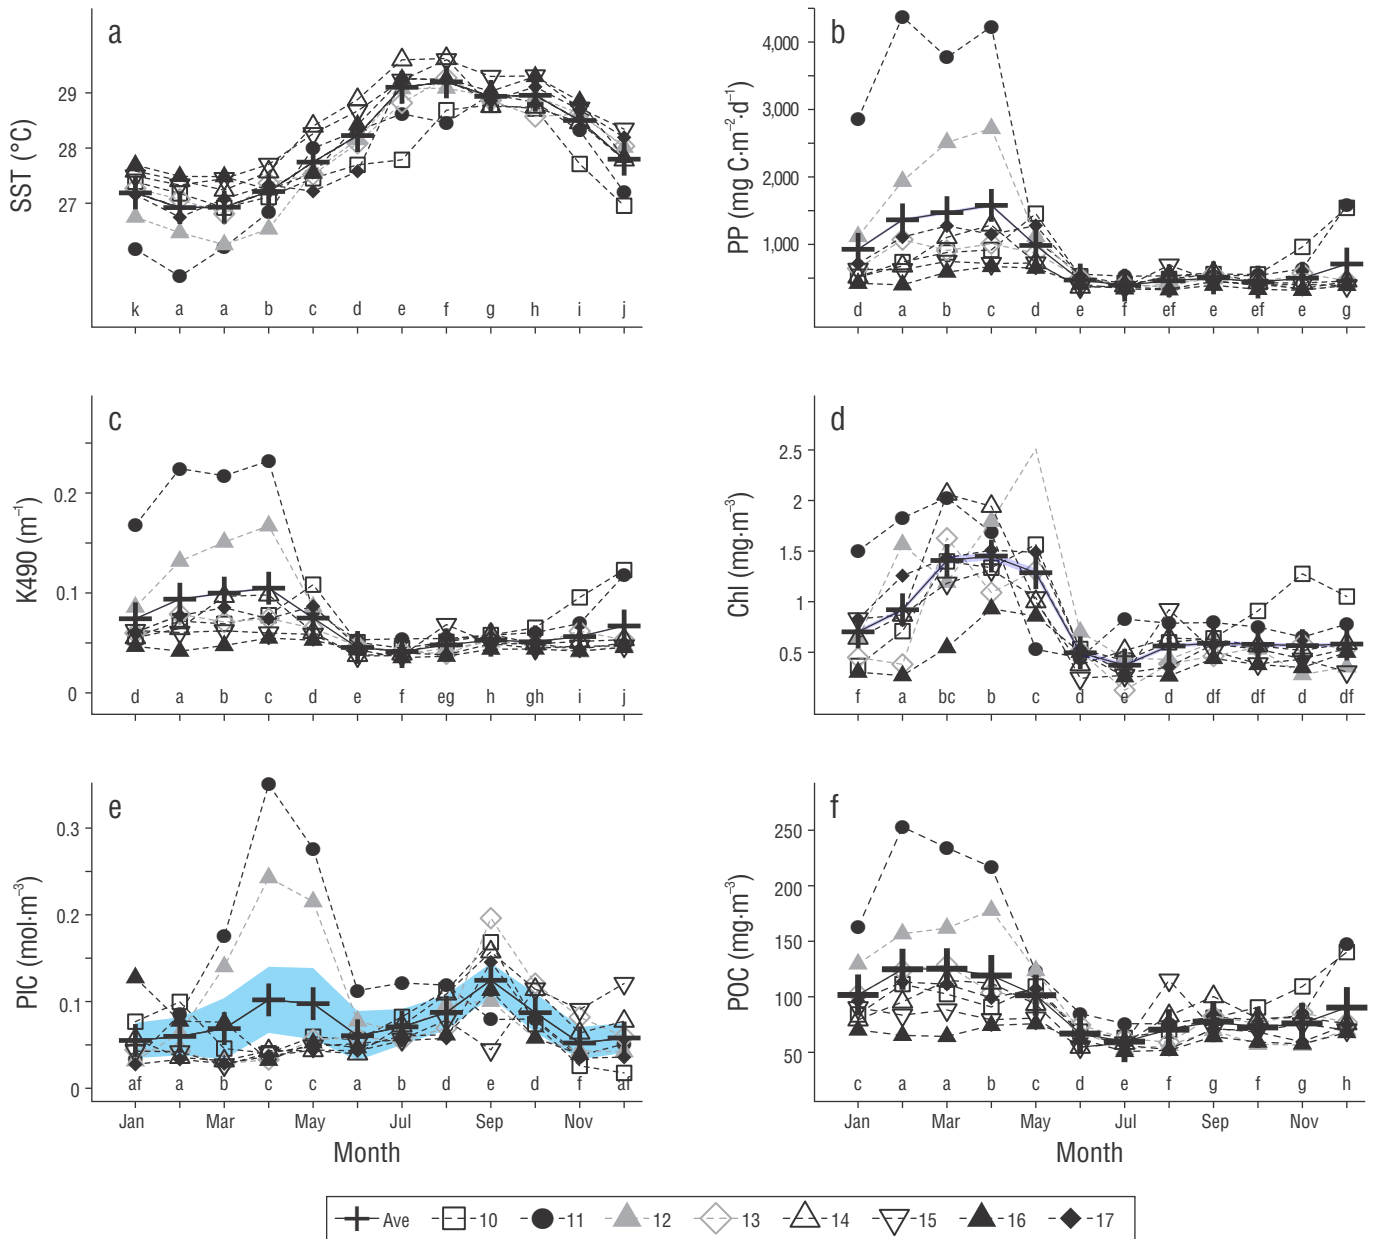 a
SST (°C)
29
28
27
k a a b c d e f g h i j
b
PP (mg C·m⁻²·d⁻¹)
4,000
3,000
2,000
1,000
d a b c d e f ef e ef e g
c
K490 (m⁻¹)
0.2
0.1
0
d a b c d e f eg h gh i j
d
Chl (mg·m⁻³)
2.5
2
1.5
1
0.5
f a bc b c d e d df df d df
e
PIC (mol·m⁻³)
0.3
0.2
0.1
0
af a b c c a b d e d f af
Jan Mar May Jul Sep Nov
Month
f
POC (mg·m⁻³)
250
200
150
100
50
c a a b c d e f g f g h
Jan Mar May Jul Sep Nov
Month
Ave 10 11 12 13 14 15 16 17